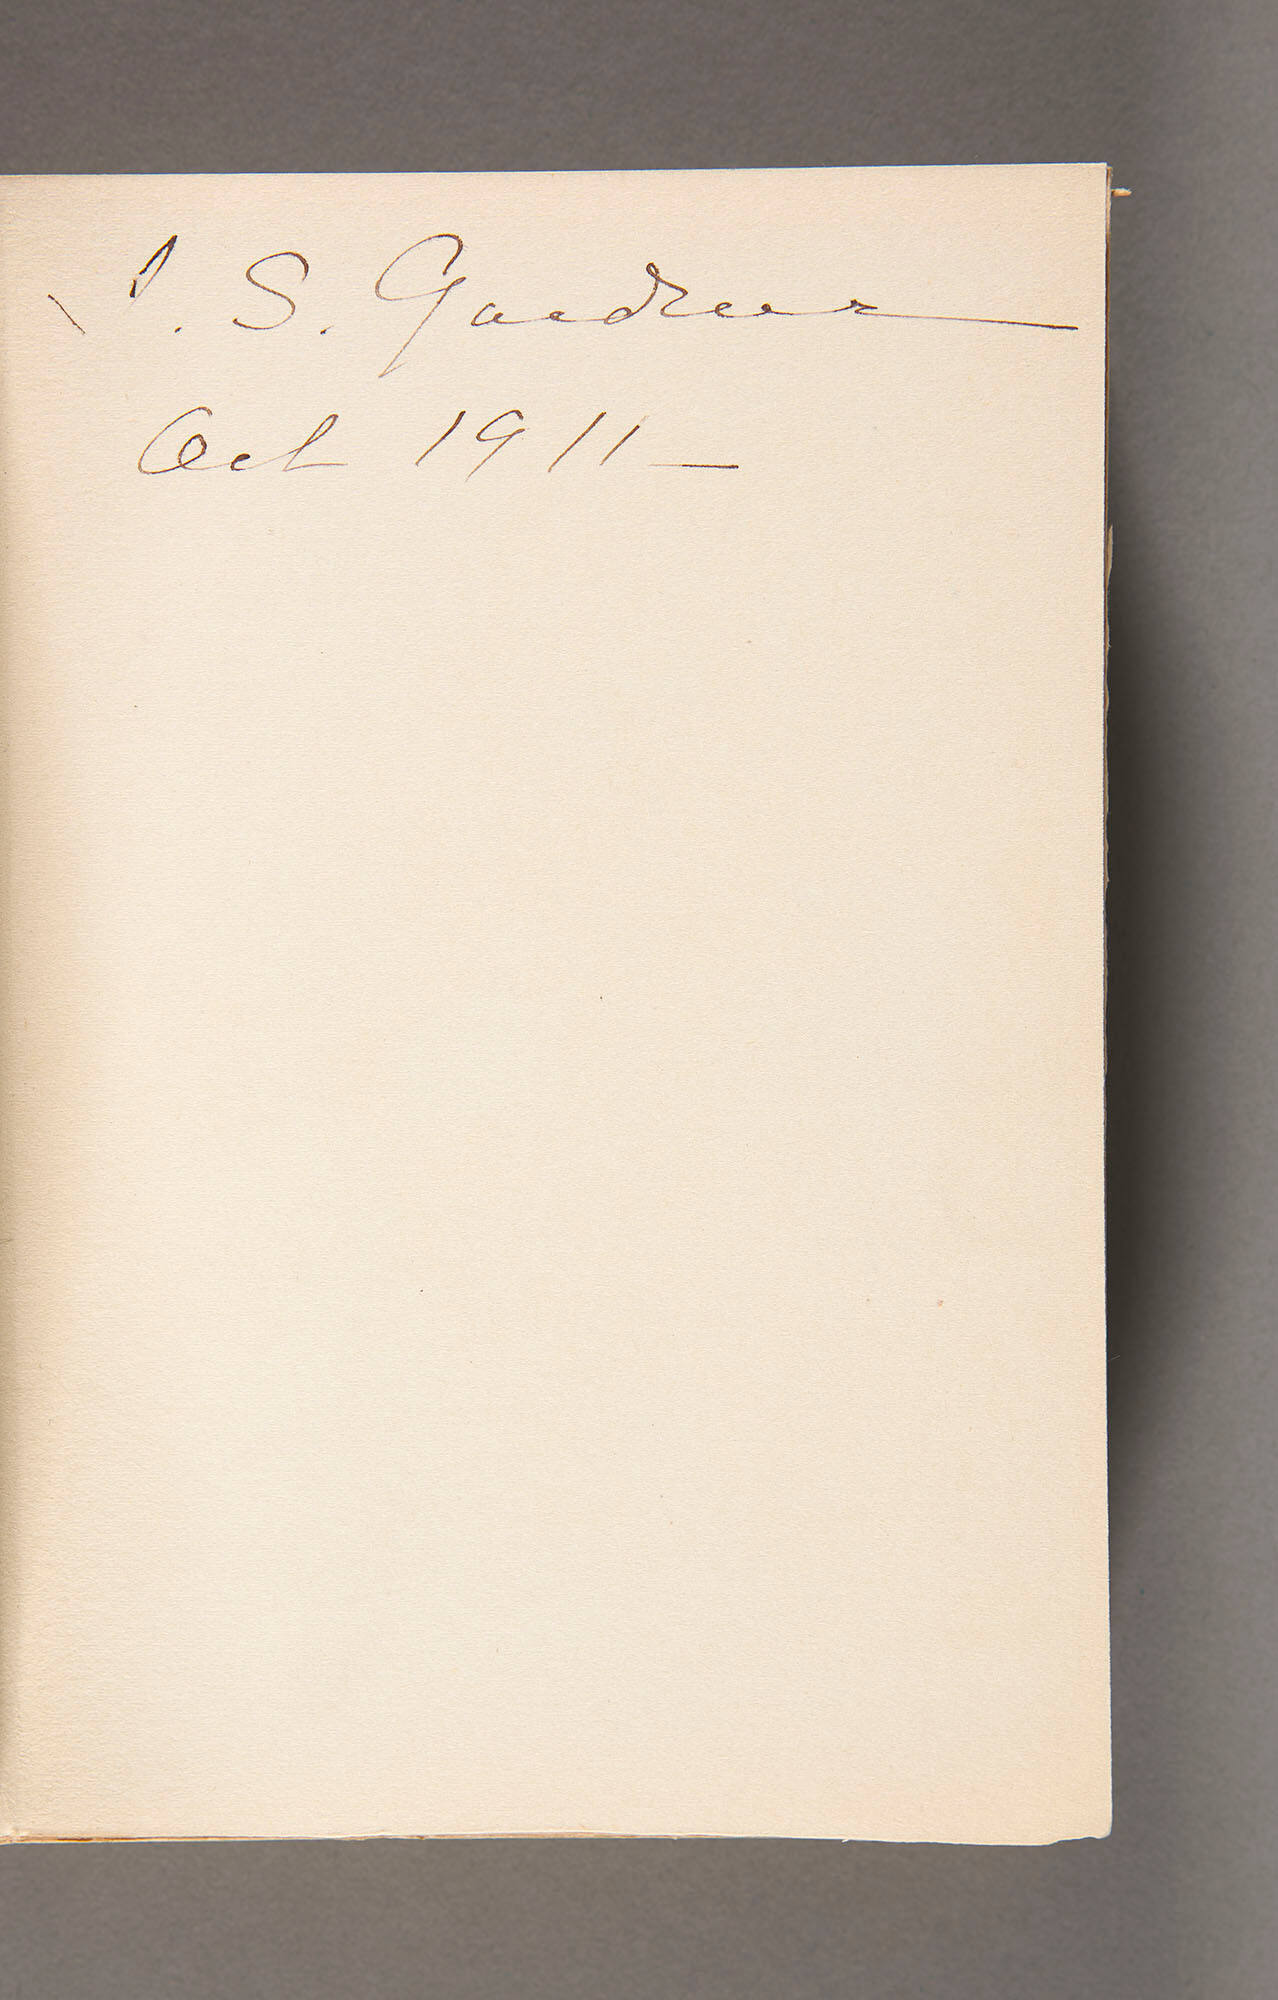 I. S. Gardner
Oct 1911 —